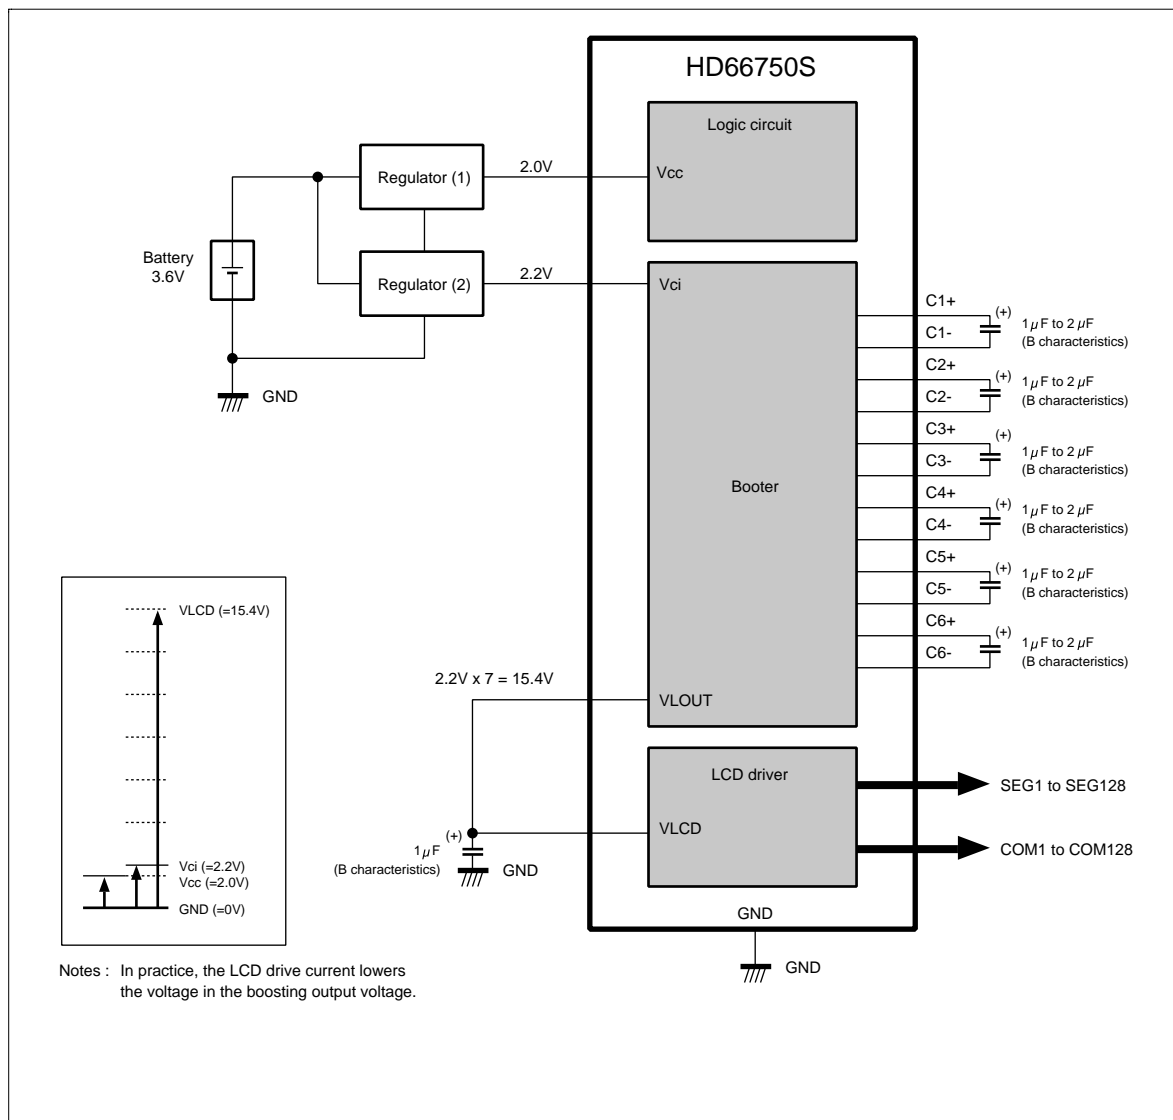 HD66750S
Logic circuit
Vcc
Regulator (1)
2.0V
Battery
3.6V
Regulator (2)
2.2V
Vci
GND
C1+
(+)
1µF to 2µF
C1-
(B characteristics)
C2+
(+)
1µF to 2µF
C2-
(B characteristics)
C3+
(+)
1µF to 2µF
C3-
(B characteristics)
Booter
C4+
(+)
1µF to 2µF
C4-
(B characteristics)
C5+
(+)
1µF to 2µF
C5-
(B characteristics)
C6+
(+)
1µF to 2µF
C6-
(B characteristics)
2.2V x 7 = 15.4V
VLOUT
LCD driver
SEG1 to SEG128
VLCD
(+)
1µF
(B characteristics)
GND
COM1 to COM128
GND
GND
VLCD (=15.4V)
Vci (=2.2V)
Vcc (=2.0V)
GND (=0V)
Notes : In practice, the LCD drive current lowers
the voltage in the boosting output voltage.